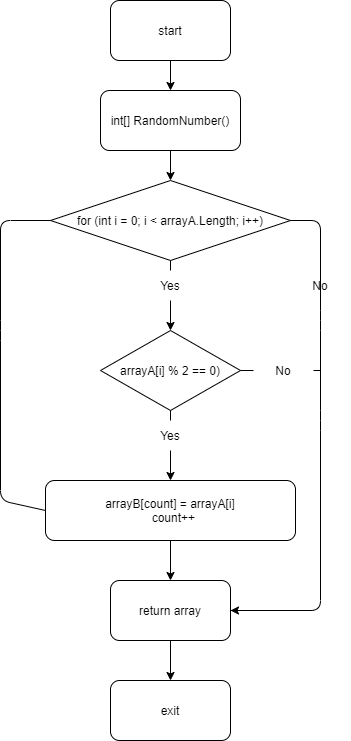 start
int[] RandomNumber()
for (int i = 0; i < arrayA.Length; i++)
Yes
No
arrayA[i] % 2 == 0)
No
Yes
arrayB[count] = arrayA[i]
count++
return array
exit